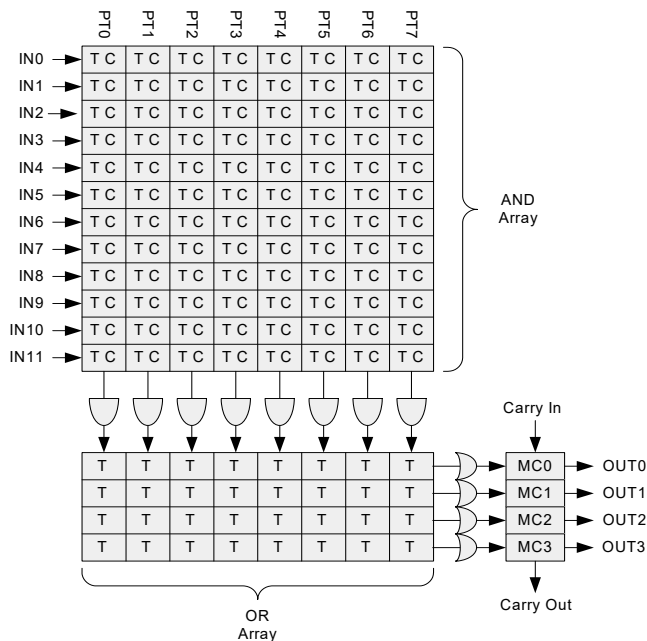 PT0 PT1 PT2 PT3 PT4 PT5 PT6 PT7
IN0 T C T C T C T C T C T C T C T C
IN1 T C T C T C T C T C T C T C T C
IN2 T C T C T C T C T C T C T C T C
IN3 T C T C T C T C T C T C T C T C
IN4 T C T C T C T C T C T C T C T C
IN5 T C T C T C T C T C T C T C T C
IN6 T C T C T C T C T C T C T C T C
IN7 T C T C T C T C T C T C T C T C
IN8 T C T C T C T C T C T C T C T C
IN9 T C T C T C T C T C T C T C T C
IN10 T C T C T C T C T C T C T C T C
IN11 T C T C T C T C T C T C T C T C
AND
Array
Carry In
T T T T T T T T MC0 OUT0
T T T T T T T T MC1 OUT1
T T T T T T T T MC2 OUT2
T T T T T T T T MC3 OUT3
Carry Out
OR
Array